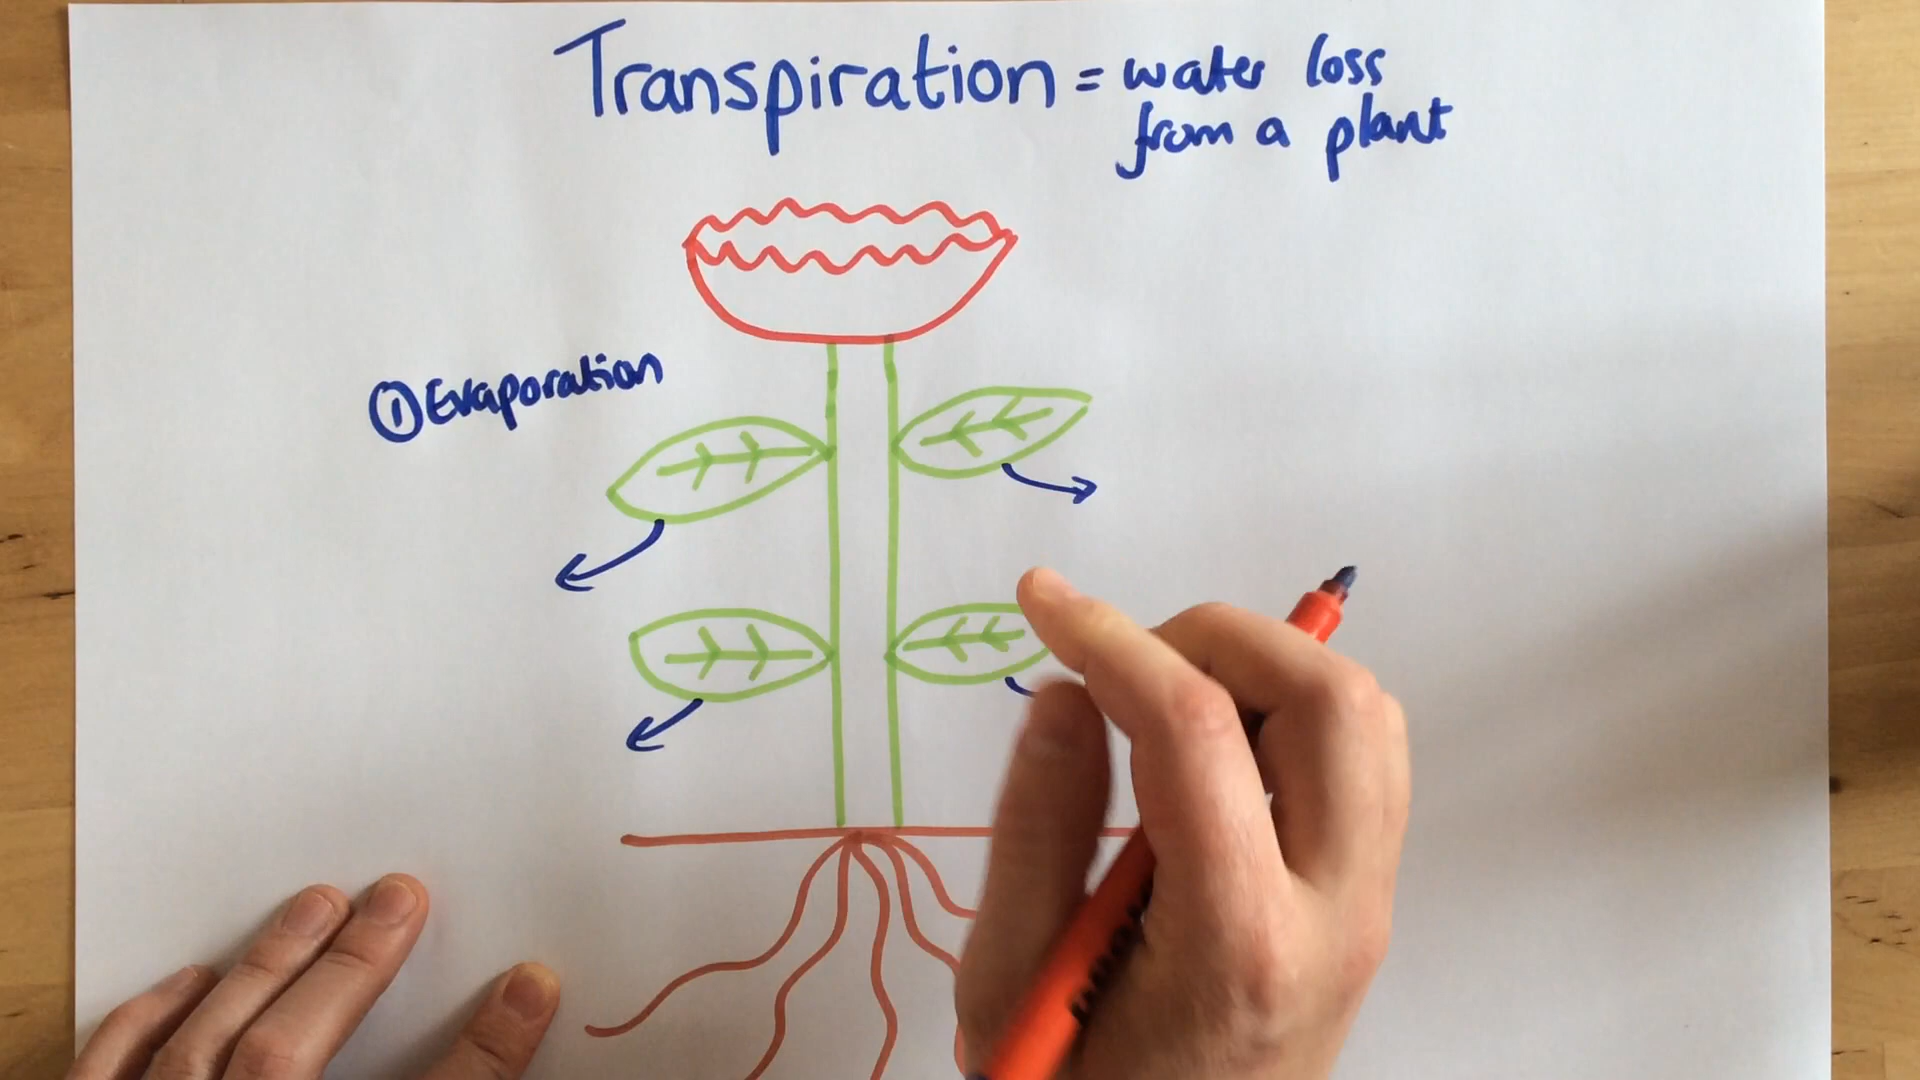 Transpiration = water loss
from a plant
① Evaporation